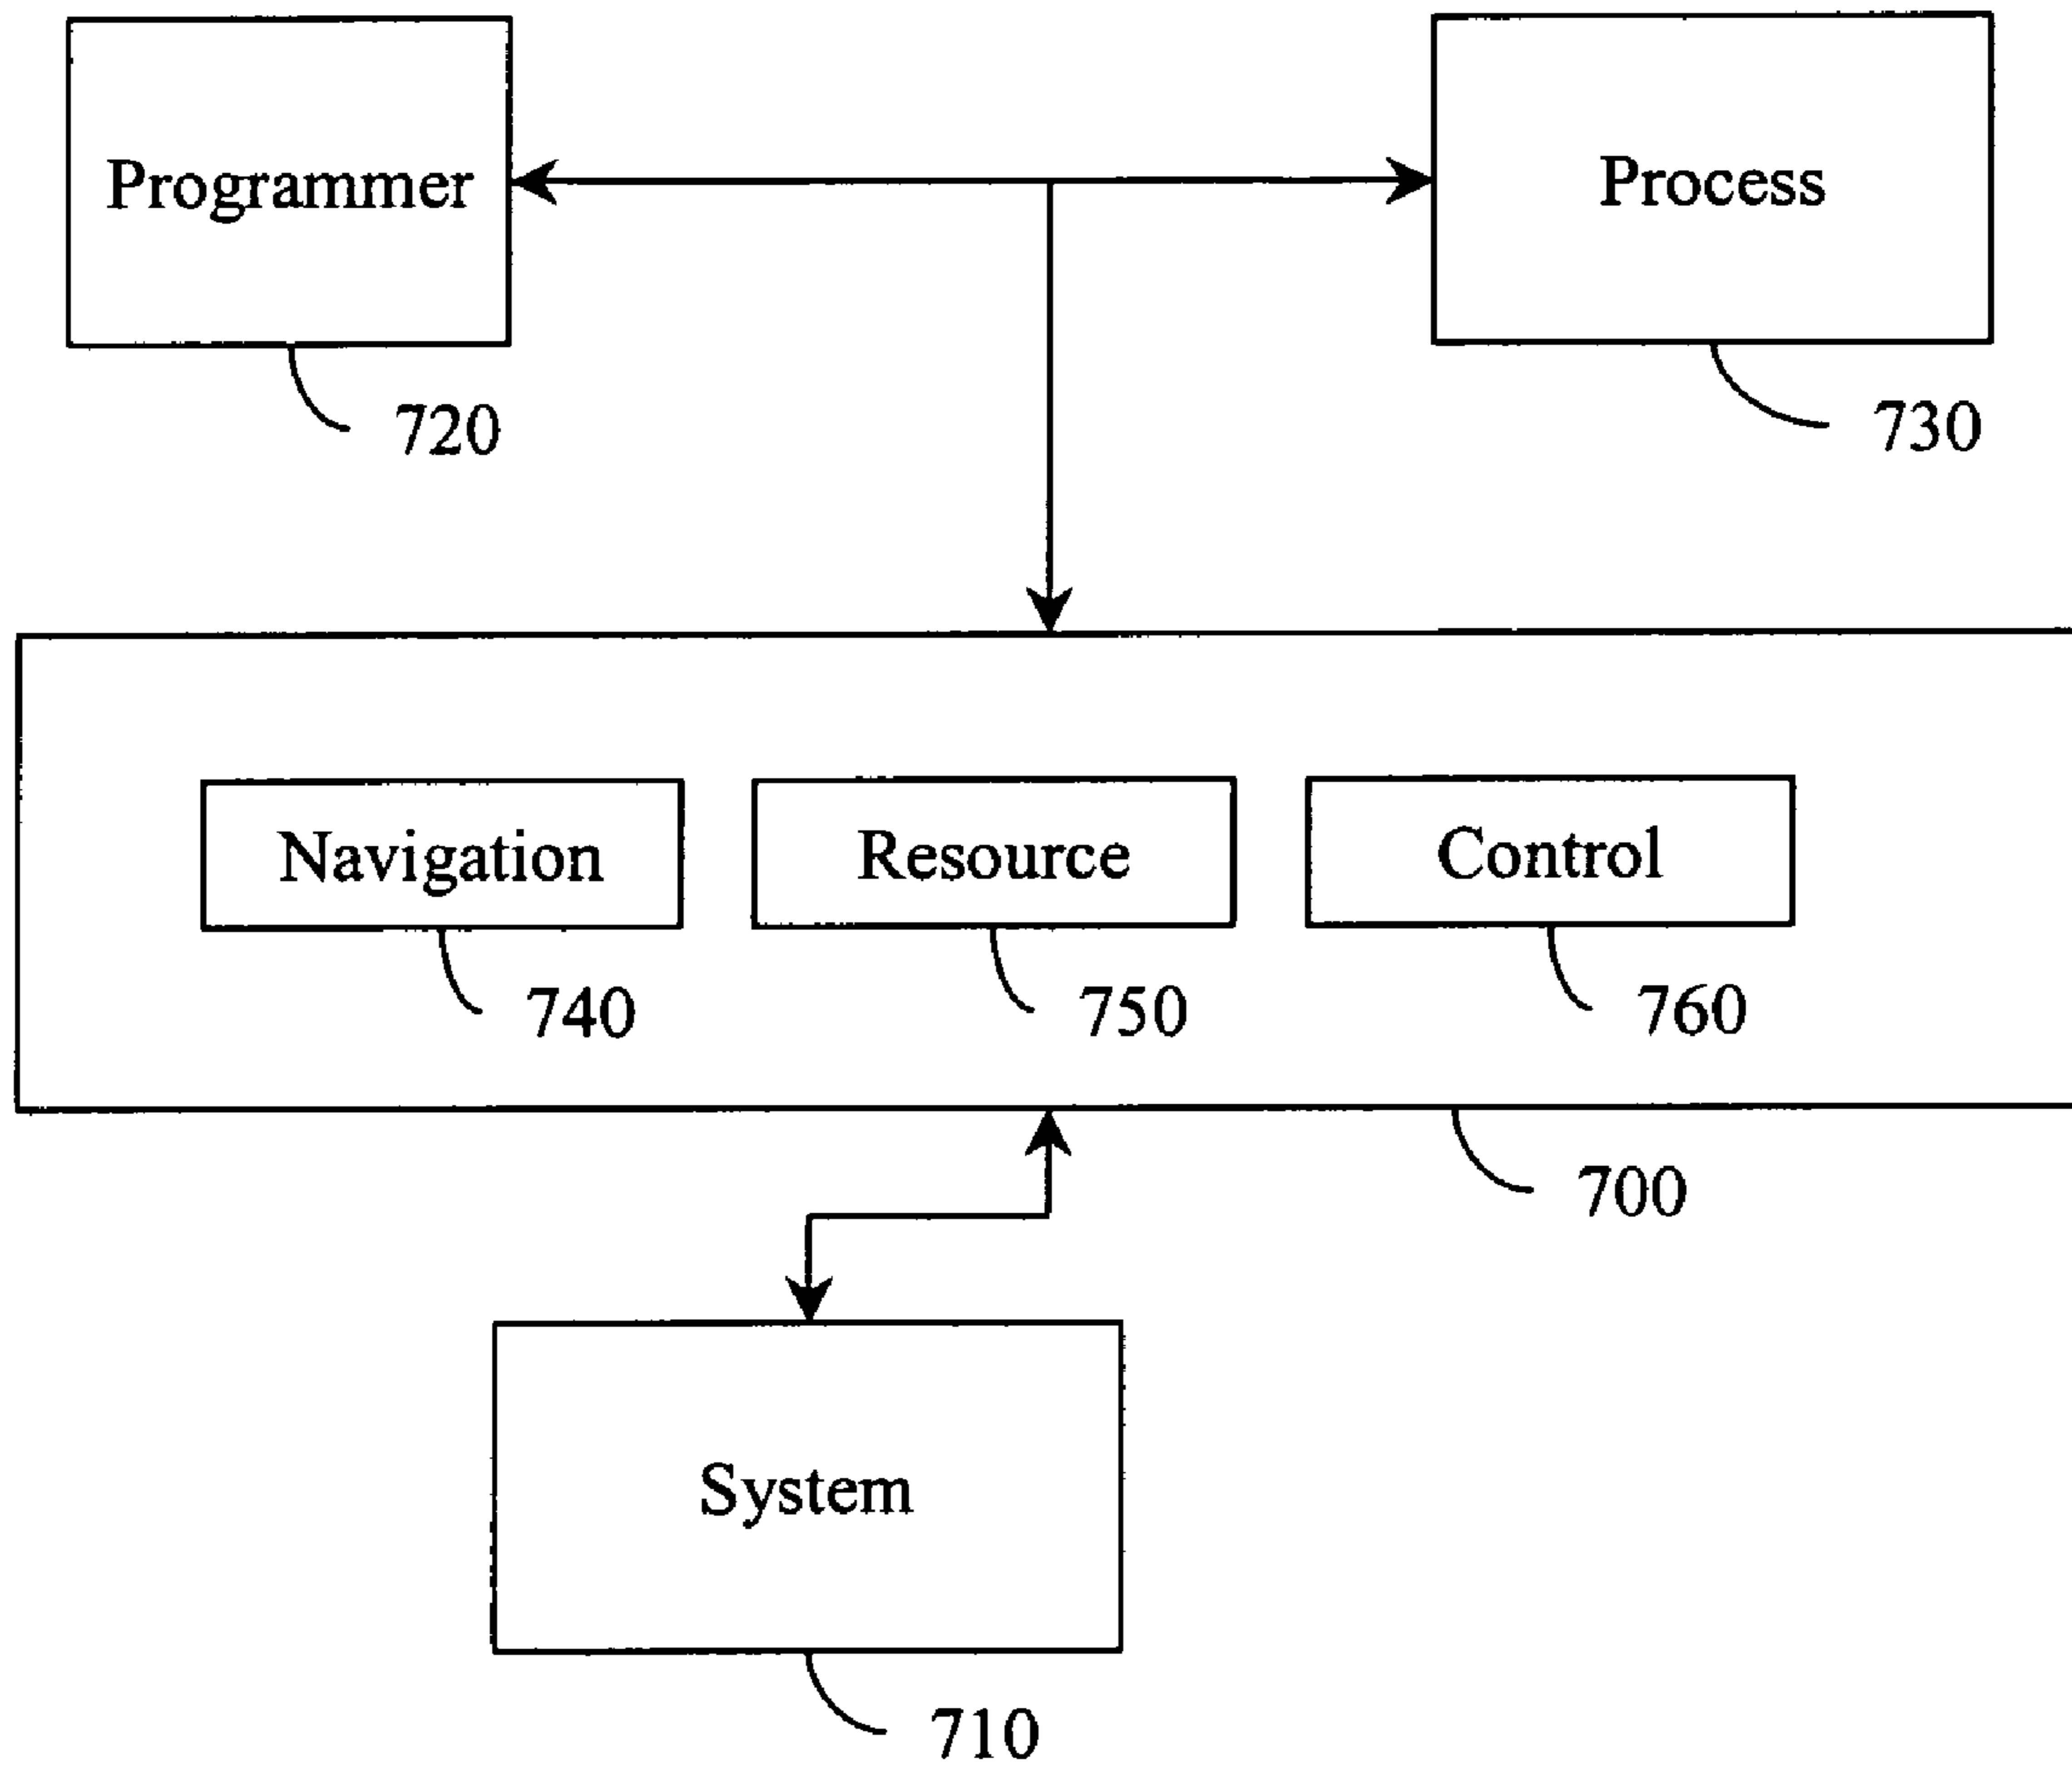 Programmer
Process
720
730
Navigation
Resource
Control
740
750
760
700
System
710